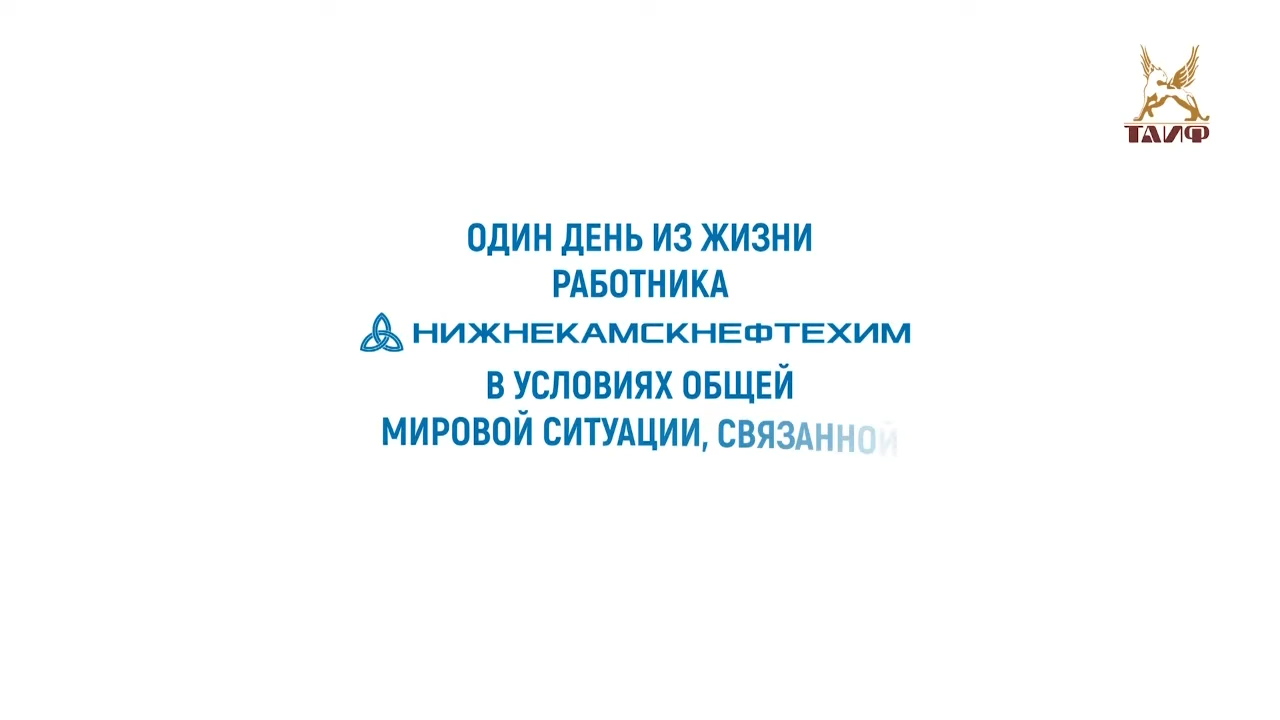 ТАИФ
ОДИН ДЕНЬ ИЗ ЖИЗНИ
РАБОТНИКА
НИЖНЕКАМСКНЕФТЕХИМ
В УСЛОВИЯХ ОБЩЕЙ
МИРОВОЙ СИТУАЦИИ, СВЯЗАННОЙ